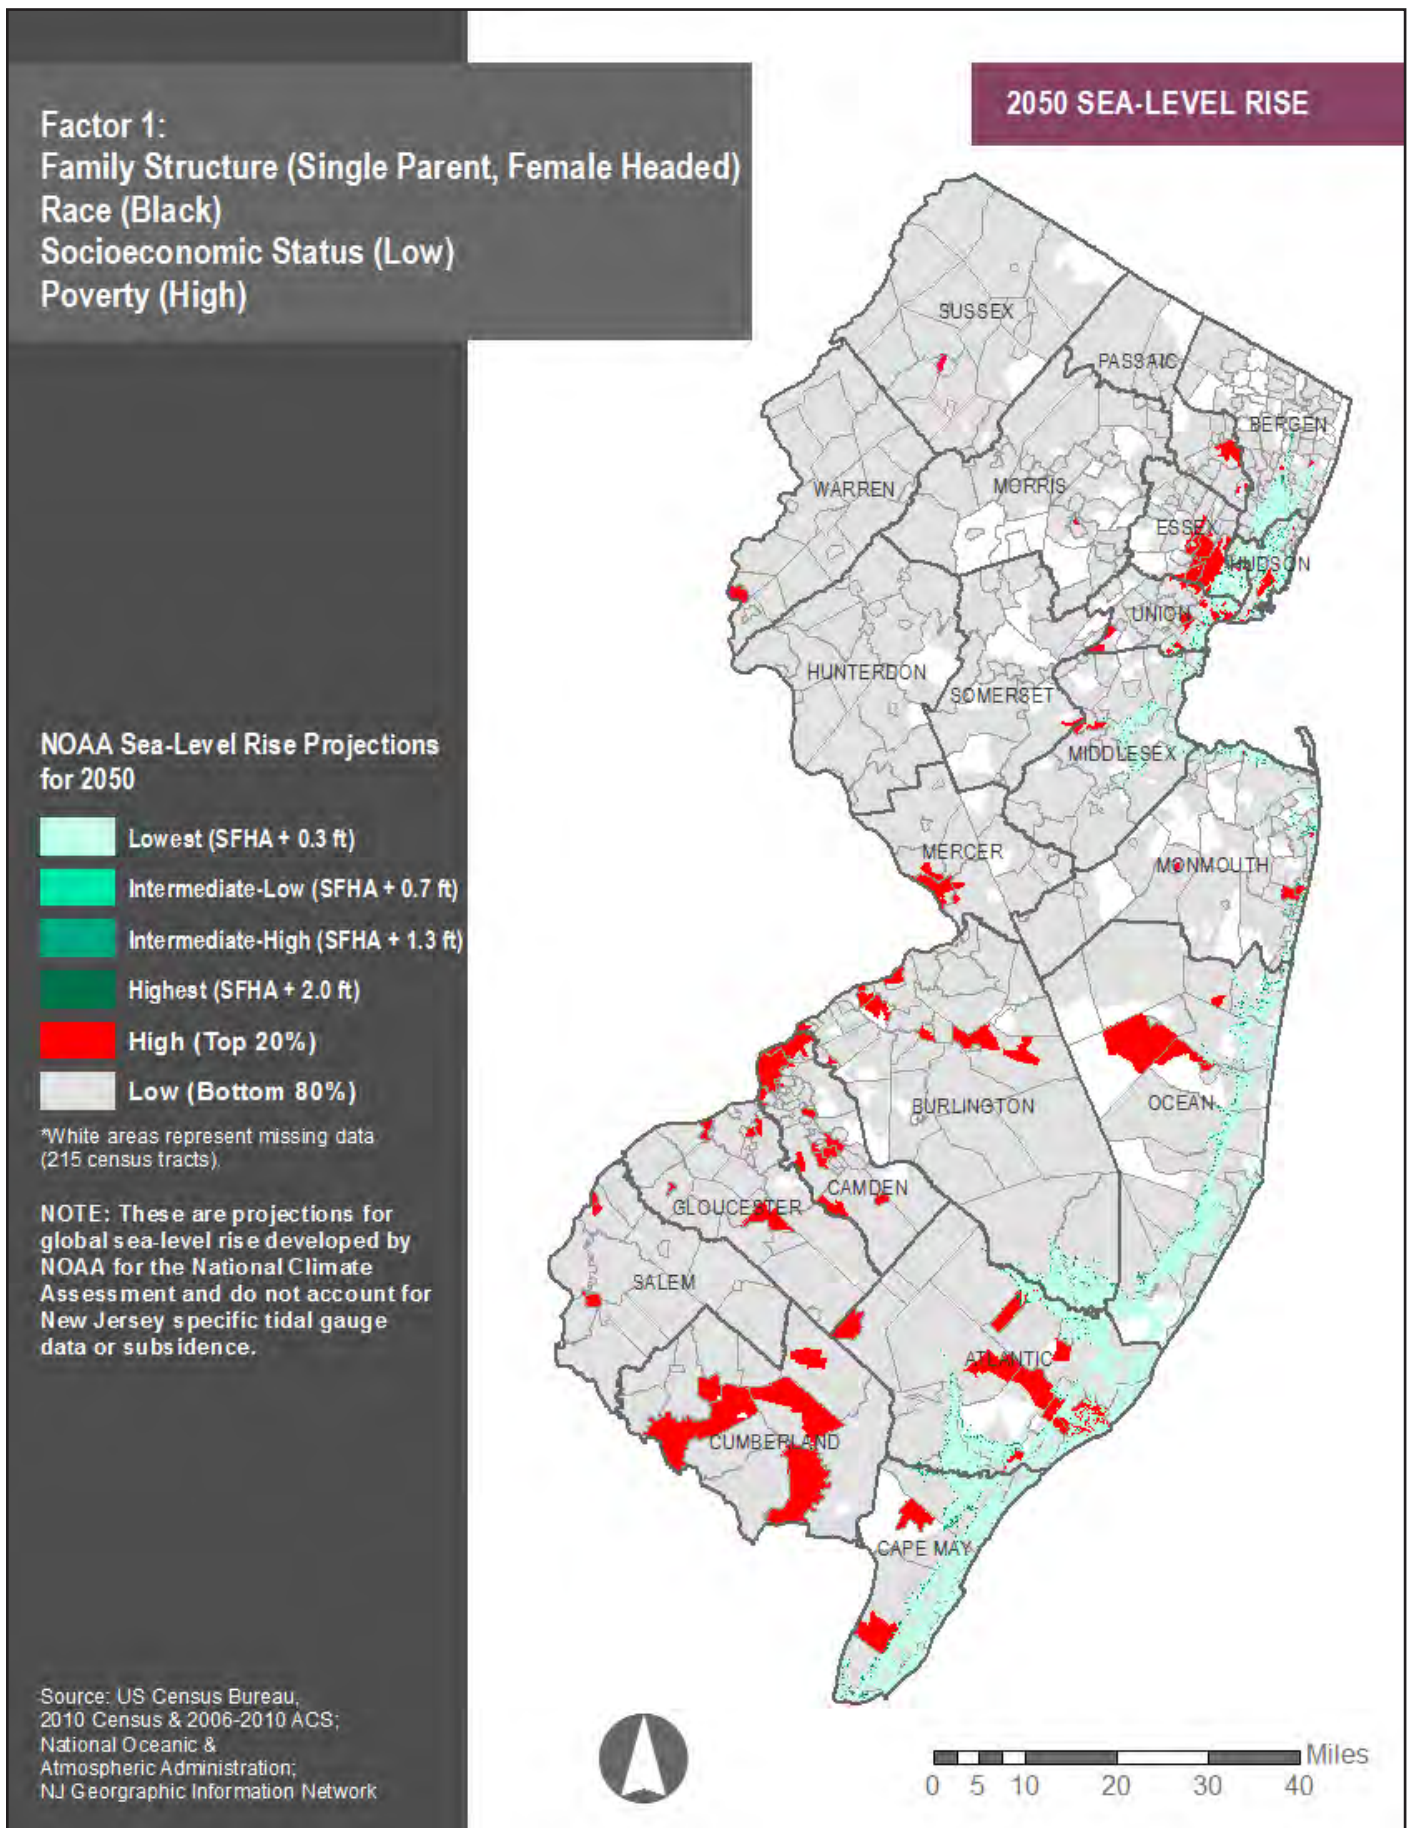 Factor 1:
Family Structure (Single Parent, Female Headed)
Race (Black)
Socioeconomic Status (Low)
Poverty (High)
2050 SEA-LEVEL RISE
SUSSEX
PASSAIC
BERGEN
WARREN
MORRIS
ESSEX
HUDSON
UNION
HUNTERDON
SOMERSET
MIDDLESEX
MERCER
MONMOUTH
OCEAN
BURLINGTON
CAMDEN
GLOUCESTER
SALEM
ATLANTIC
CUMBERLAND
CAPE MAY
NOAA Sea-Level Rise Projections
for 2050
Lowest (SFHA + 0.3 ft)
Intermediate-Low (SFHA + 0.7 ft)
Intermediate-High (SFHA + 1.3 ft)
Highest (SFHA + 2.0 ft)
High (Top 20%)
Low (Bottom 80%)
*White areas represent missing data
(215 census tracts).
NOTE: These are projections for
global sea-level rise developed by
NOAA for the National Climate
Assessment and do not account for
New Jersey specific tidal gauge
data or subsidence.
Source: US Census Bureau,
2010 Census & 2006-2010 ACS;
National Oceanic &
Atmospheric Administration;
NJ Georgraphic Information Network
Miles
0 5 10 20 30 40